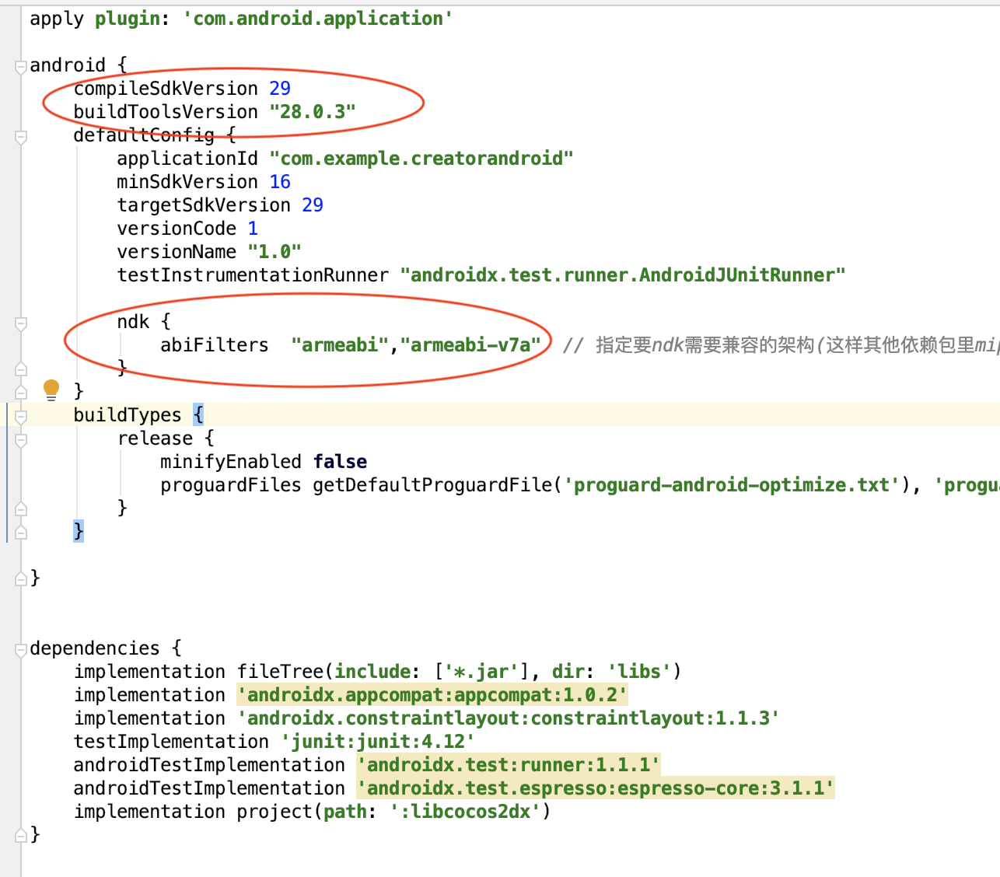 apply plugin: 'com.android.application'
android {
compileSdkVersion 29
buildToolsVersion "28.0.3"
defaultConfig {
applicationId "com.example.creatorandroid"
minSdkVersion 16
targetSdkVersion 29
versionCode 1
versionName "1.0"
testInstrumentationRunner "androidx.test.runner.AndroidJUnitRunner"
ndk {
abiFilters  "armeabi","armeabi-v7a"  // 指定要ndk需要兼容的架构(这样其他依赖包里
}
}
buildTypes {
release {
minifyEnabled false
proguardFiles getDefaultProguardFile('proguard-android-optimize.txt'),
}
}
}
dependencies {
implementation fileTree(include: ['*.jar'], dir: 'libs')
implementation 'androidx.appcompat:appcompat:1.0.2'
implementation 'androidx.constraintlayout:constraintlayout:1.1.3'
testImplementation 'junit:junit:4.12'
androidTestImplementation 'androidx.test:runner:1.1.1'
androidTestImplementation 'androidx.test.espresso:espresso-core:3.1.1'
implementation project(path: ':libcocos2dx')
}